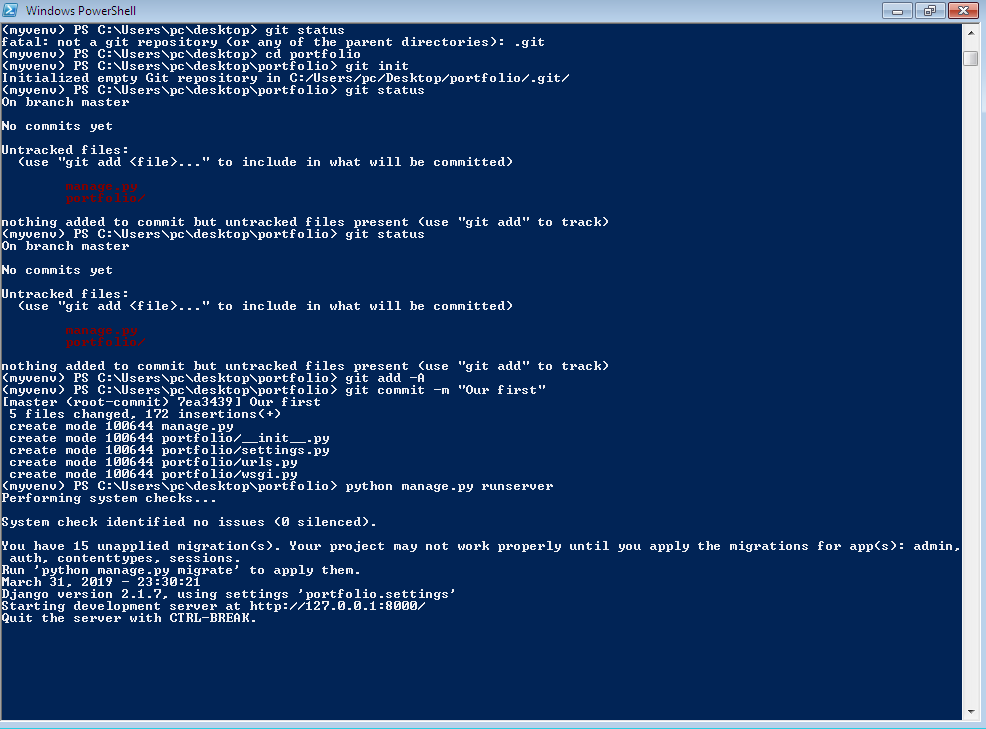 Windows PowerShell
(myvenv) PS C:\Users\pc\desktop> git status
fatal: not a git repository (or any of the parent directories): .git
(myvenv) PS C:\Users\pc\desktop> cd portfolio
(myvenv) PS C:\Users\pc\desktop\portfolio> git init
Initialized empty Git repository in C:/Users/pc/Desktop/portfolio/.git/
(myvenv) PS C:\Users\pc\desktop\portfolio> git status
On branch master
No commits yet
Untracked files:
  (use "git add <file>..." to include in what will be committed)
        manage.py
        portfolio/
nothing added to commit but untracked files present (use "git add" to track)
(myvenv) PS C:\Users\pc\desktop\portfolio> git status
On branch master
No commits yet
Untracked files:
  (use "git add <file>..." to include in what will be committed)
        manage.py
        portfolio/
nothing added to commit but untracked files present (use "git add" to track)
(myvenv) PS C:\Users\pc\desktop\portfolio> git add -A
(myvenv) PS C:\Users\pc\desktop\portfolio> git commit -m "Our first"
[master (root-commit) 7ea3439] Our first
 5 files changed, 172 insertions(+)
 create mode 100644 manage.py
 create mode 100644 portfolio/__init__.py
 create mode 100644 portfolio/settings.py
 create mode 100644 portfolio/urls.py
 create mode 100644 portfolio/wsgi.py
(myvenv) PS C:\Users\pc\desktop\portfolio> python manage.py runserver
Performing system checks...
System check identified no issues (0 silenced).
You have 15 unapplied migration(s). Your project may not work properly until you apply the migrations for app(s): admin,
 auth, contenttypes, sessions.
Run 'python manage.py migrate' to apply them.
March 31, 2019 - 23:30:21
Django version 2.1.7, using settings 'portfolio.settings'
Starting development server at http://127.0.0.1:8000/
Quit the server with CTRL-BREAK.